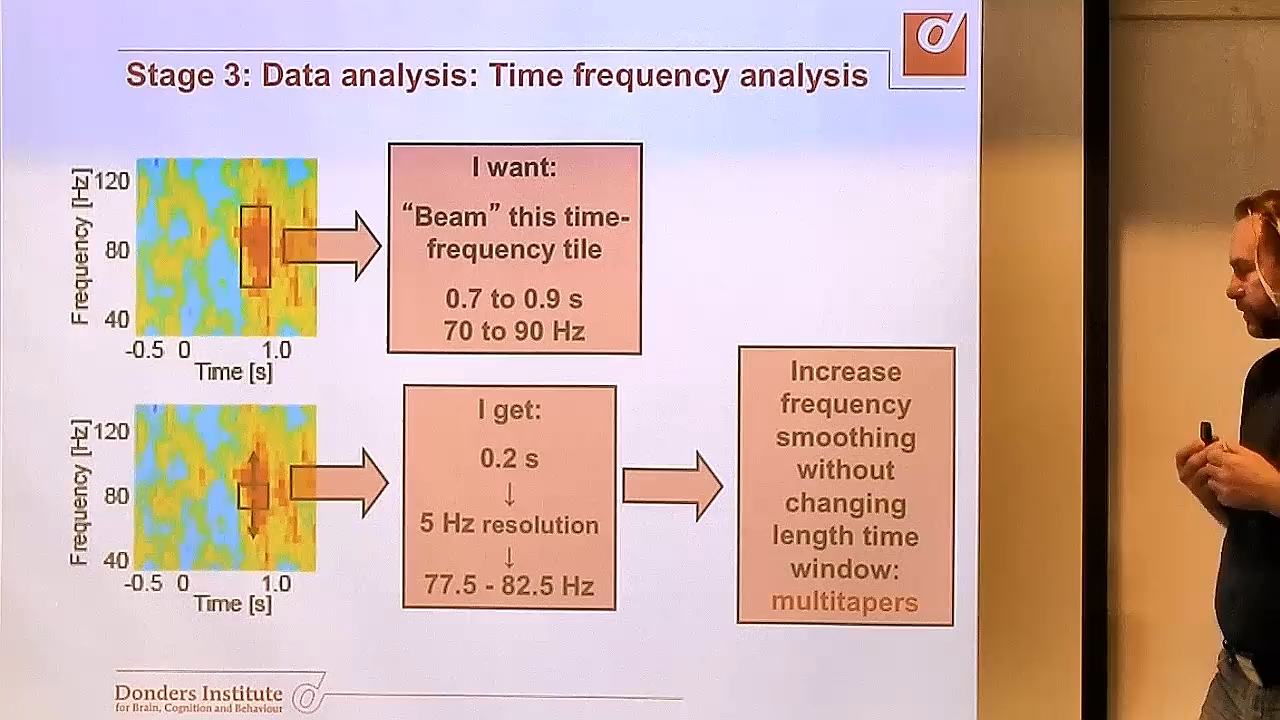 Stage 3: Data analysis: Time frequency analysis
Frequency [Hz]
120
80
40
-0.5 0 1.0
Time [s]
I want:
“Beam” this time-
frequency tile
0.7 to 0.9 s
70 to 90 Hz
Frequency [Hz]
120
80
40
-0.5 0 1.0
Time [s]
I get:
0.2 s
↓
5 Hz resolution
↓
77.5 - 82.5 Hz
Increase
frequency
smoothing
without
changing
length time
window:
multitapers
Donders Institute
for Brain, Cognition and Behaviour